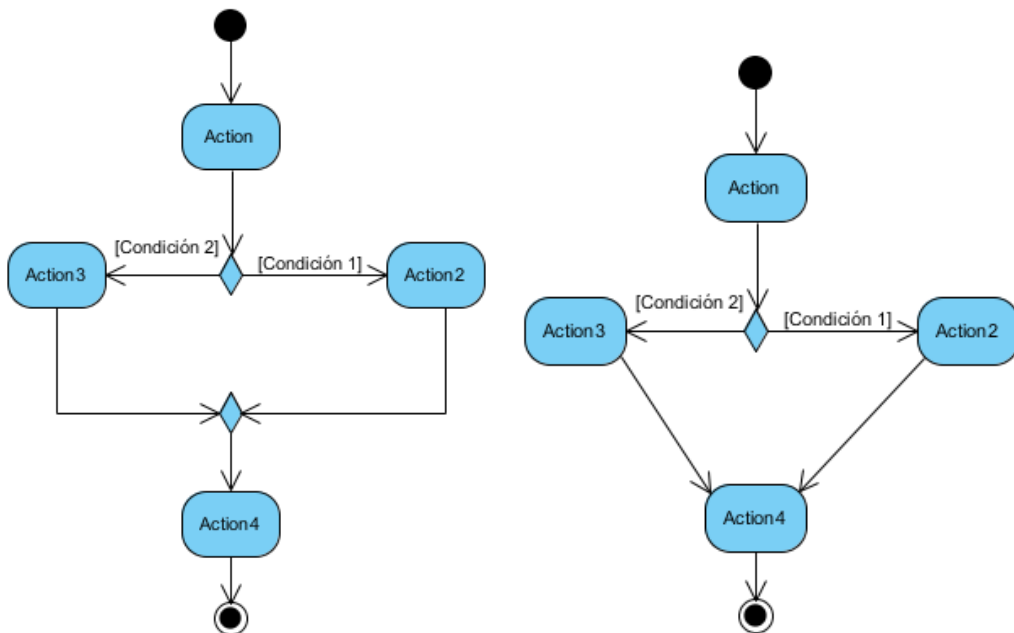 Action
[Condición 2]
[Condición 1]
Action3
Action2
Action4
Action
[Condición 2]
[Condición 1]
Action3
Action2
Action4